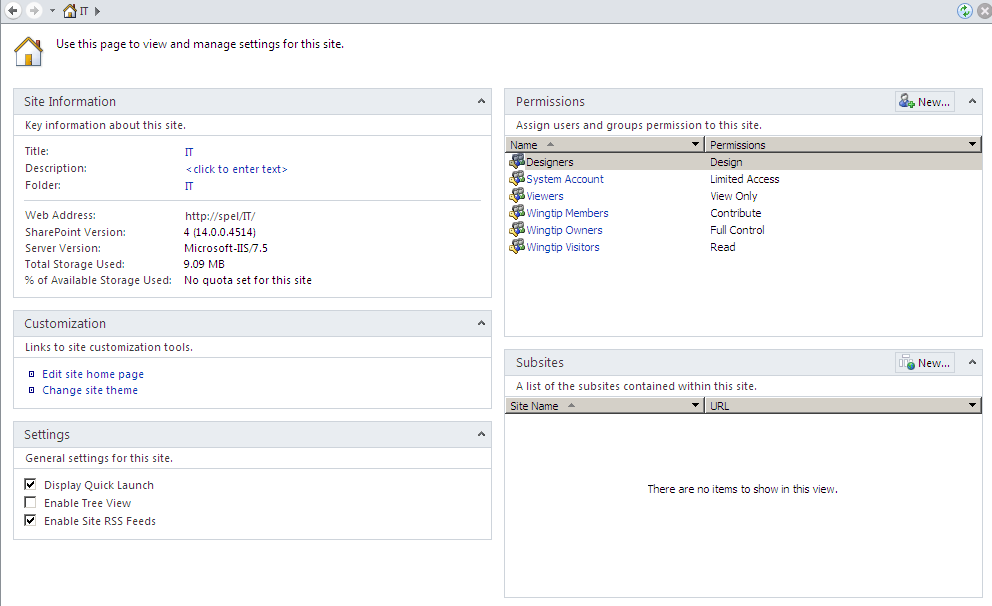 IT
Use this page to view and manage settings for this site.
Site Information
Key information about this site.
Title: IT
Description: <click to enter text>
Folder: IT
Web Address: http://spel/IT/
SharePoint Version: 4 (14.0.0.4514)
Server Version: Microsoft-IIS/7.5
Total Storage Used: 9.09 MB
% of Available Storage Used: No quota set for this site
Customization
Links to site customization tools.
Edit site home page
Change site theme
Settings
General settings for this site.
Display Quick Launch
Enable Tree View
Enable Site RSS Feeds
Permissions New...
Assign users and groups permission to this site.
Name Permissions
Designers Design
System Account Limited Access
Viewers View Only
Wingtip Members Contribute
Wingtip Owners Full Control
Wingtip Visitors Read
Subsites New...
A list of the subsites contained within this site.
Site Name URL
There are no items to show in this view.